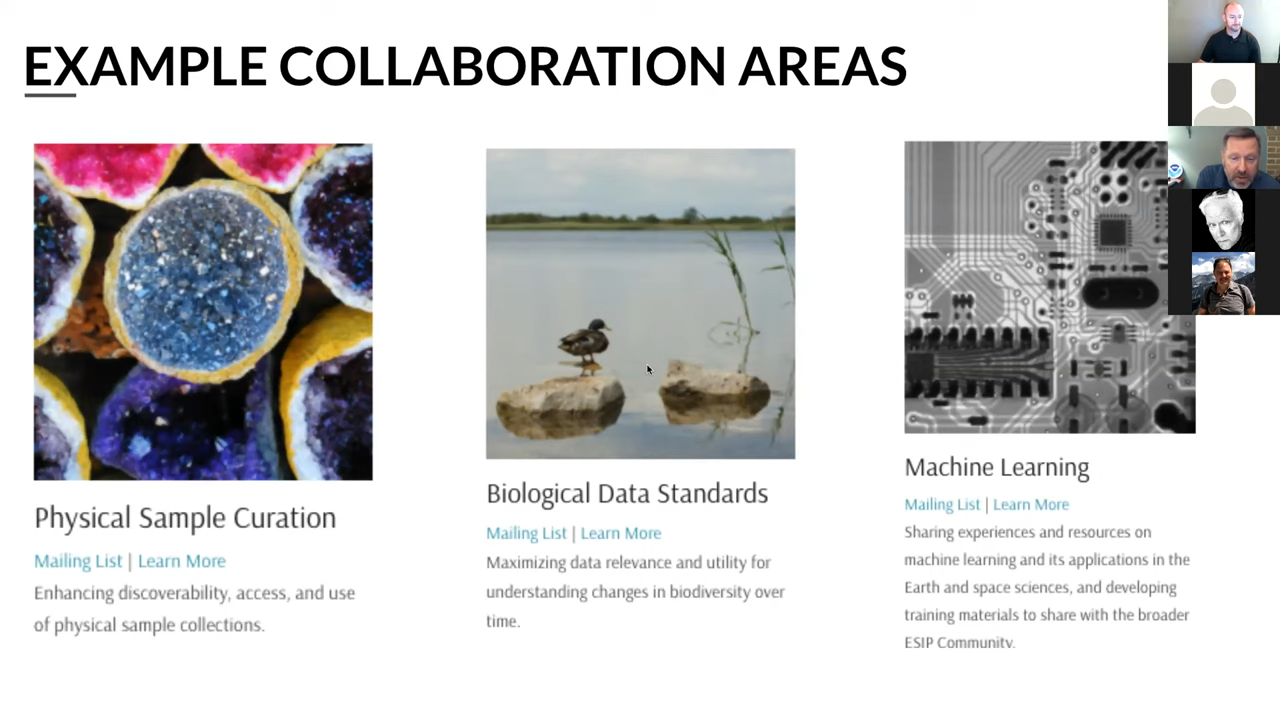 EXAMPLE COLLABORATION AREAS
Physical Sample Curation
Mailing List | Learn More
Enhancing discoverability, access, and use
of physical sample collections.
Biological Data Standards
Mailing List | Learn More
Maximizing data relevance and utility for
understanding changes in biodiversity over
time.
Machine Learning
Mailing List | Learn More
Sharing experiences and resources on
machine learning and its applications in the
Earth and space sciences, and developing
training materials to share with the broader
ESIP Community.